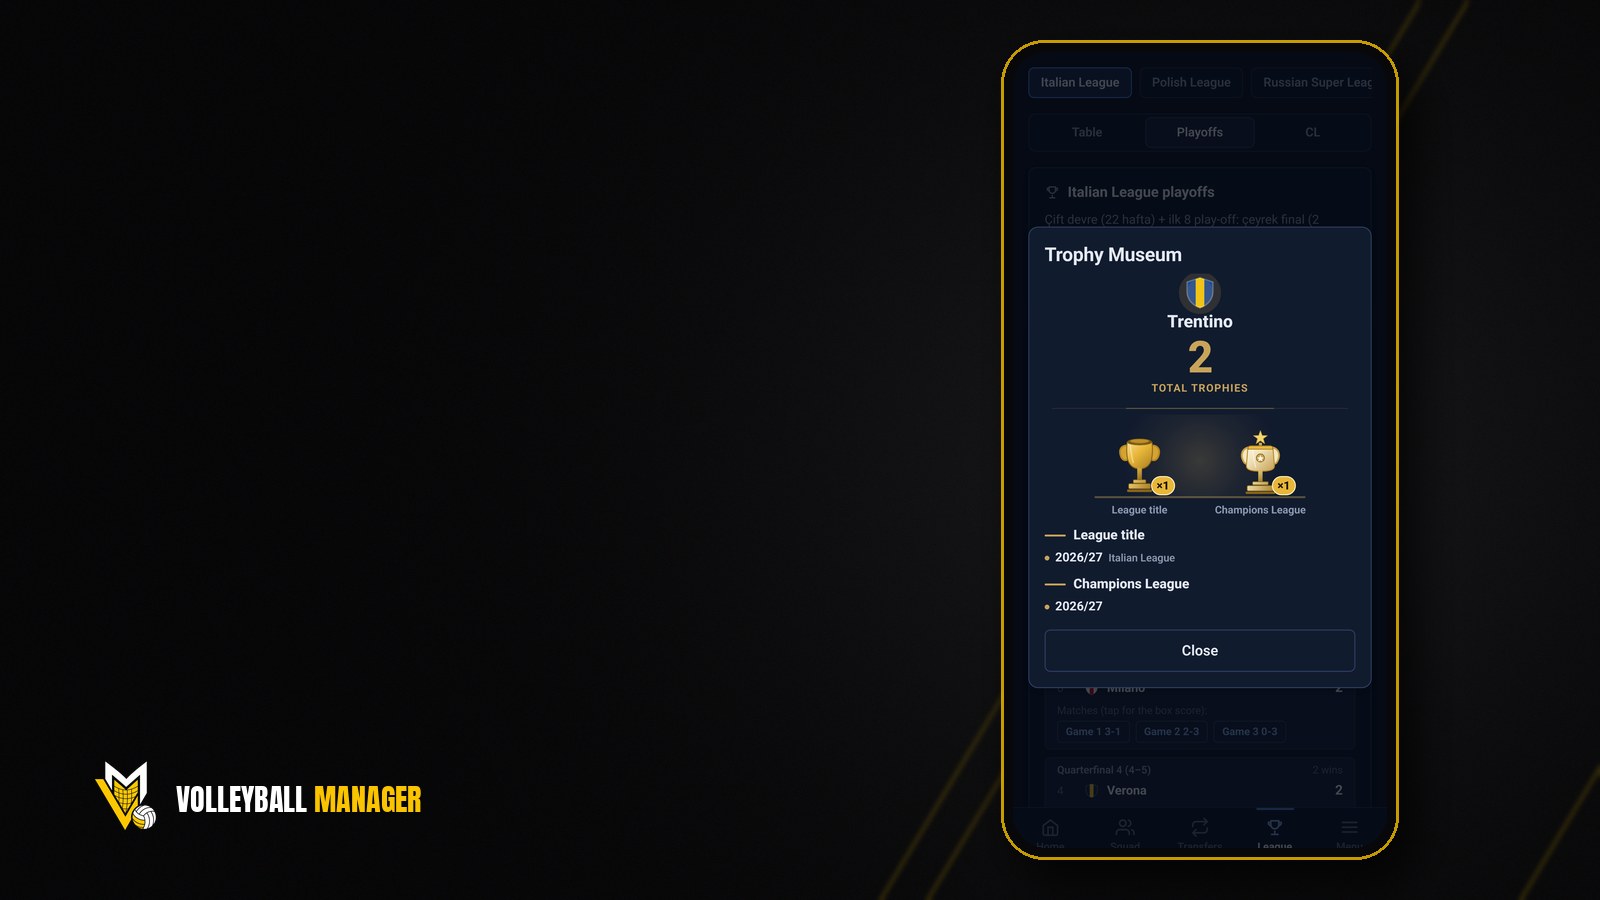 Italian League Polish League Russian Super Leag
Table Playoffs CL
Italian League playoffs
Çift devre (22 hafta) + ilk 8 play-off: çeyrek final (2
Trophy Museum
Trentino
2
TOTAL TROPHIES
×1 ×1
League title Champions League
League title
2026/27 Italian League
Champions League
2026/27
Close
Milano 2
Matches (tap for the box score):
Game 1 3-1 Game 2 2-3 Game 3 0-3
Quarterfinal 4 (4–5) 2 wins
4 Verona 2
Home Squad Transfers League Menu
VOLLEYBALL MANAGER